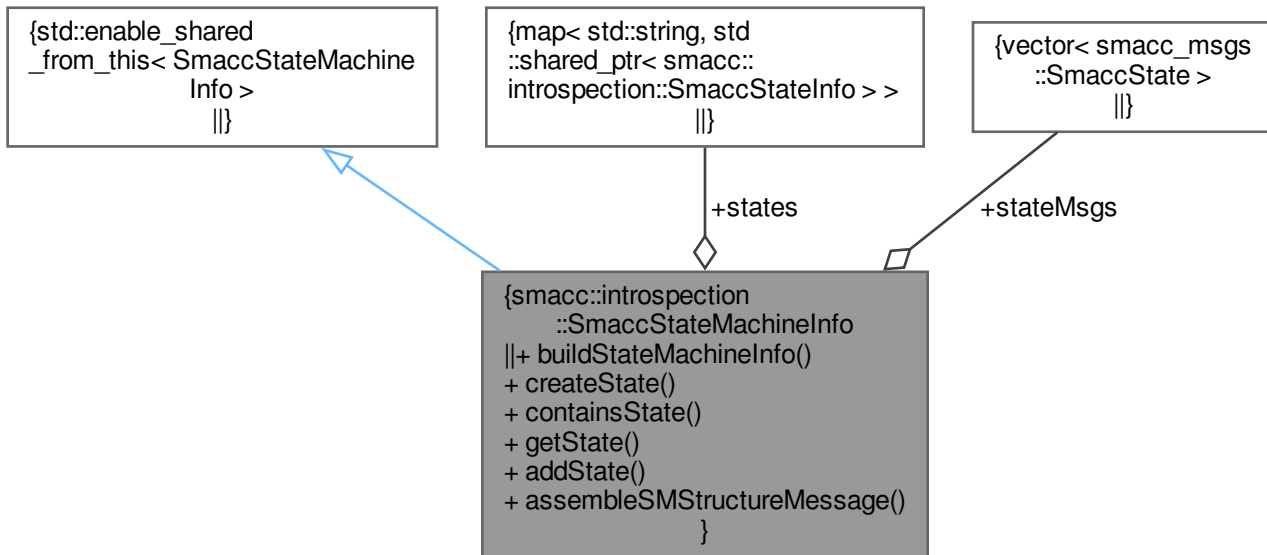 {std::enable_shared
_from_this< SmaccStateMachine
Info >
||}
{map< std::string, std
::shared_ptr< smacc::
introspection::SmaccStateInfo > >
||}
{vector< smacc_msgs
::SmaccState >
||}
+states
+stateMsgs
{smacc::introspection
::SmaccStateMachineInfo
||+ buildStateMachineInfo()
+ createState()
+ containsState()
+ getState()
+ addState()
+ assembleSMStructureMessage()
}